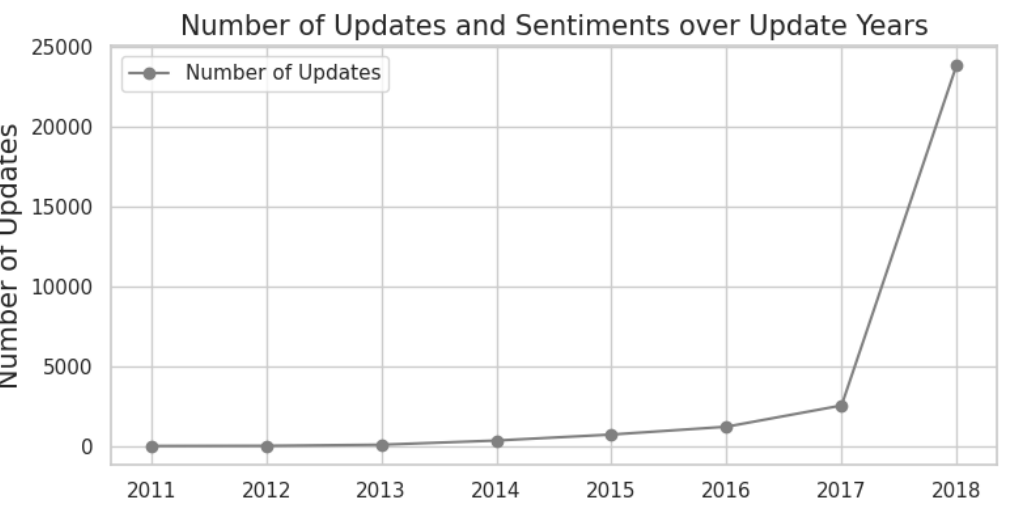 Number of Updates and Sentiments over Update Years
Number of Updates
Number of Updates
25000
20000
15000
10000
5000
0
2011 2012 2013 2014 2015 2016 2017 2018